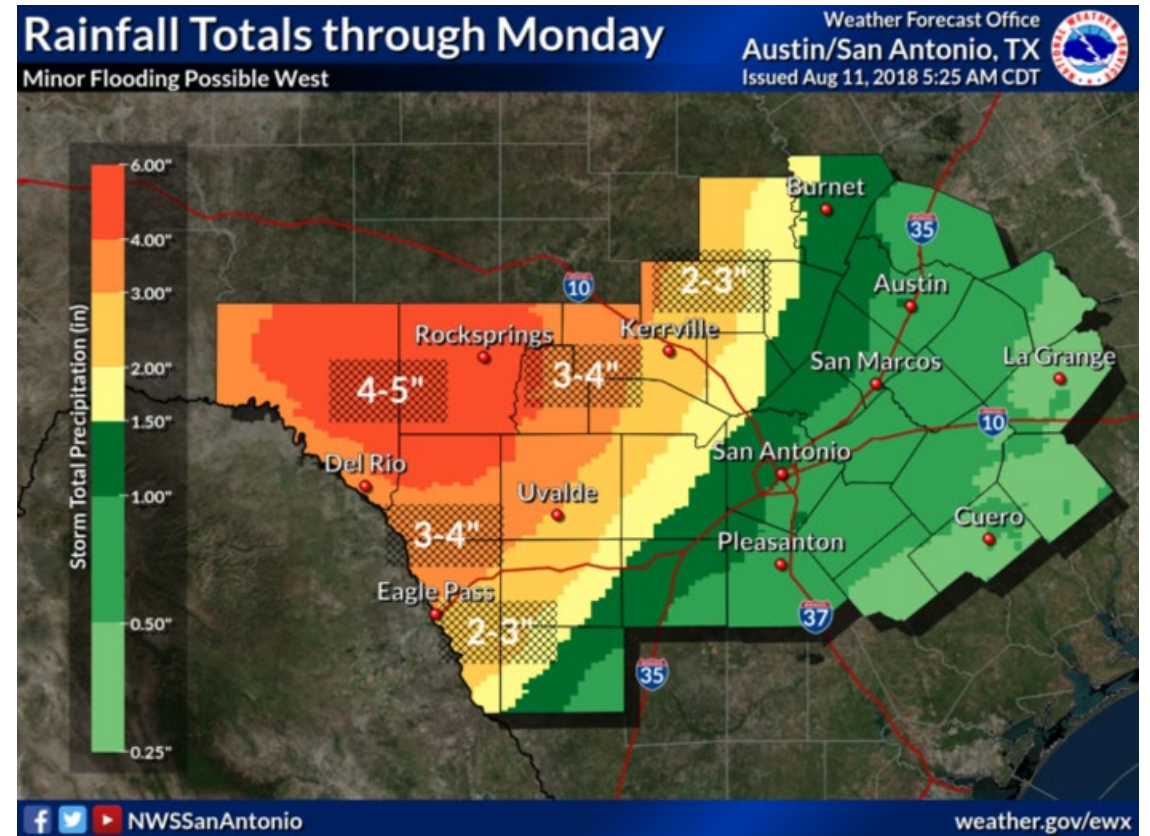 Rainfall Totals through Monday
Minor Flooding Possible West
Weather Forecast Office
Austin/San Antonio, TX
Issued Aug 11, 2018 5:25 AM CDT
NATIONAL WEATHER SERVICE
Storm Total Precipitation (in)
6.00"
4.00"
3.00"
2.00"
1.50"
1.00"
0.50"
0.25"
Burnet
35
2-3"
10
Austin
Rocksprings
Kerrville
San Marcos
La Grange
4-5"
3-4"
10
Del Rio
San Antonio
Uvalde
Cuero
3-4"
Pleasanton
Eagle Pass
2-3"
37
35
NWSSanAntonio
weather.gov/ewx